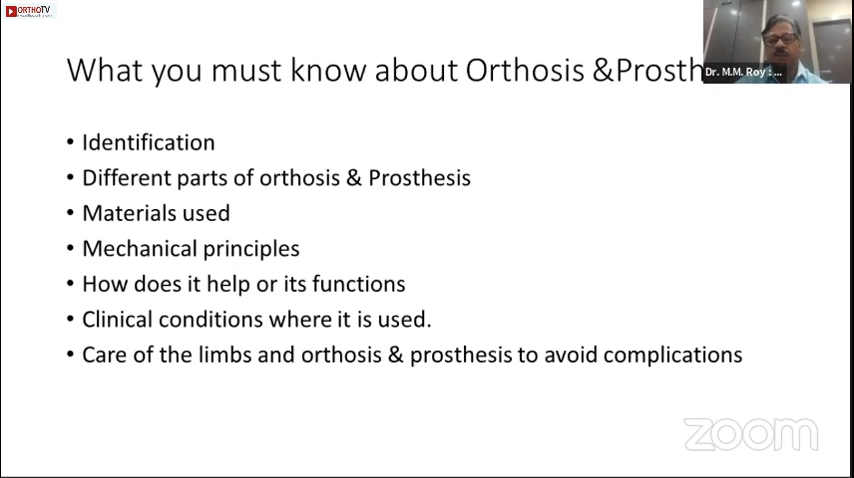 ORTHOTV
What you must know about Orthosis &Prosth
Dr. M.M. Roy : ...
• Identification
• Different parts of orthosis & Prosthesis
• Materials used
• Mechanical principles
• How does it help or its functions
• Clinical conditions where it is used.
• Care of the limbs and orthosis & prosthesis to avoid complications
zoom